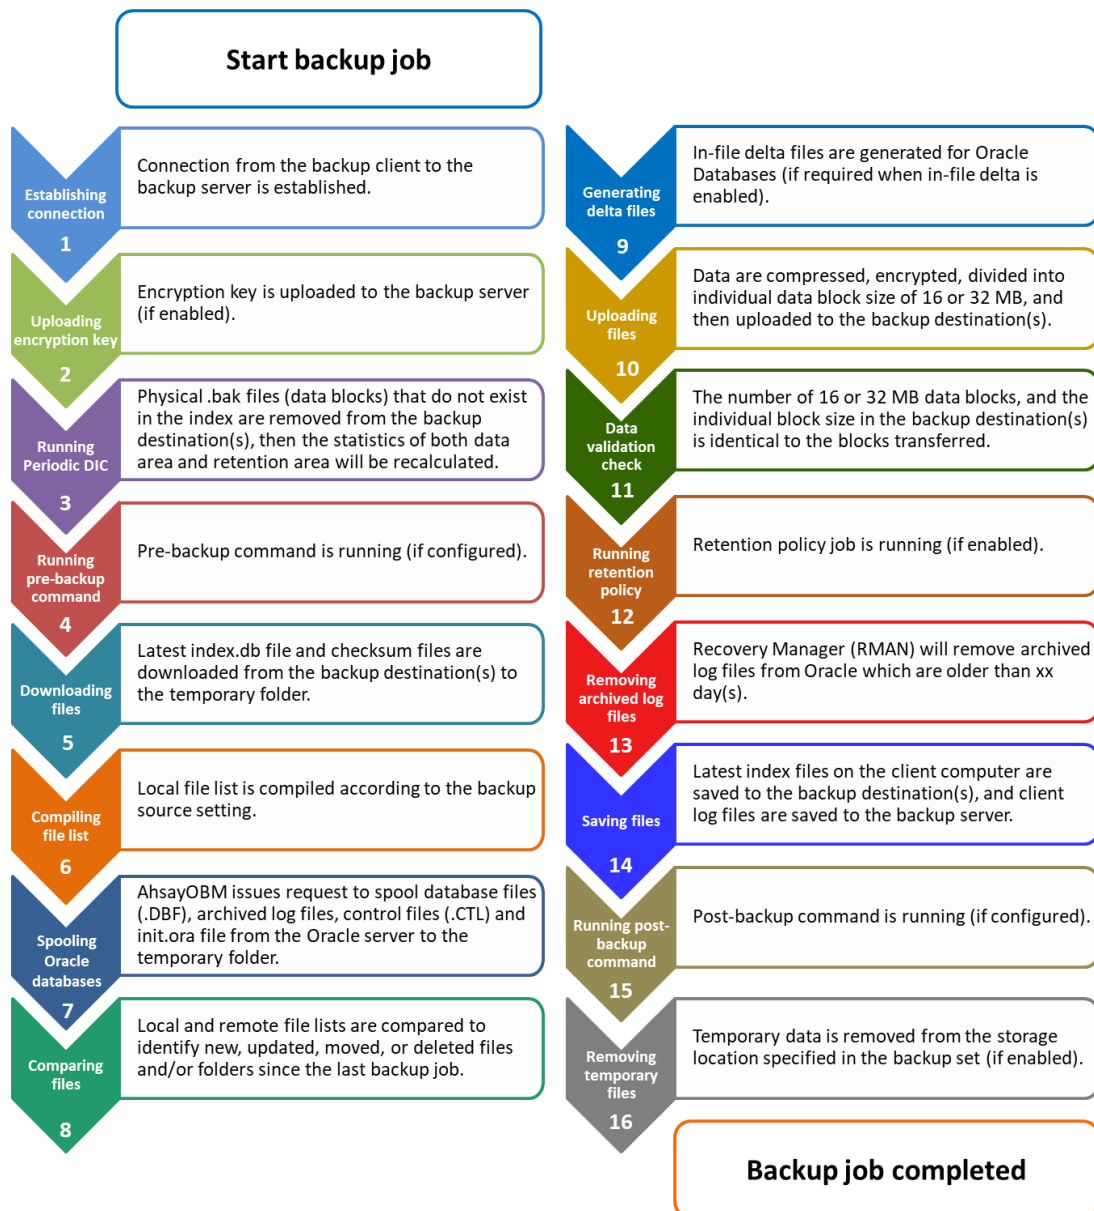 Start backup job
Establishing
connection
1
Connection from the backup client to the
backup server is established.
Uploading
encryption key
2
Encryption key is uploaded to the backup server
(if enabled).
Running
Periodic DIC
3
Physical .bak files (data blocks) that do not exist
in the index are removed from the backup
destination(s), then the statistics of both data
area and retention area will be recalculated.
Running
pre-backup
command
4
Pre-backup command is running (if configured).
Downloading
files
5
Latest index.db file and checksum files are
downloaded from the backup destination(s) to
the temporary folder.
Compiling
file list
6
Local file list is compiled according to the backup
source setting.
Spooling
Oracle
databases
7
AhsayOBM issues request to spool database files
(.DBF), archived log files, control files (.CTL) and
init.ora file from the Oracle server to the
temporary folder.
Comparing
files
8
Local and remote file lists are compared to
identify new, updated, moved, or deleted files
and/or folders since the last backup job.
Generating
delta files
9
In-file delta files are generated for Oracle
Databases (if required when in-file delta is
enabled).
Uploading
files
10
Data are compressed, encrypted, divided into
individual data block size of 16 or 32 MB, and
then uploaded to the backup destination(s).
Data
validation
check
11
The number of 16 or 32 MB data blocks, and the
individual block size in the backup destination(s)
is identical to the blocks transferred.
Running
retention
policy
12
Retention policy job is running (if enabled).
Removing
archived log
files
13
Recovery Manager (RMAN) will remove archived
log files from Oracle which are older than xx
day(s).
Saving files
14
Latest index files on the client computer are
saved to the backup destination(s), and client
log files are saved to the backup server.
Running post-
backup
command
15
Post-backup command is running (if configured).
Removing
temporary
files
16
Temporary data is removed from the storage
location specified in the backup set (if enabled).
Backup job completed